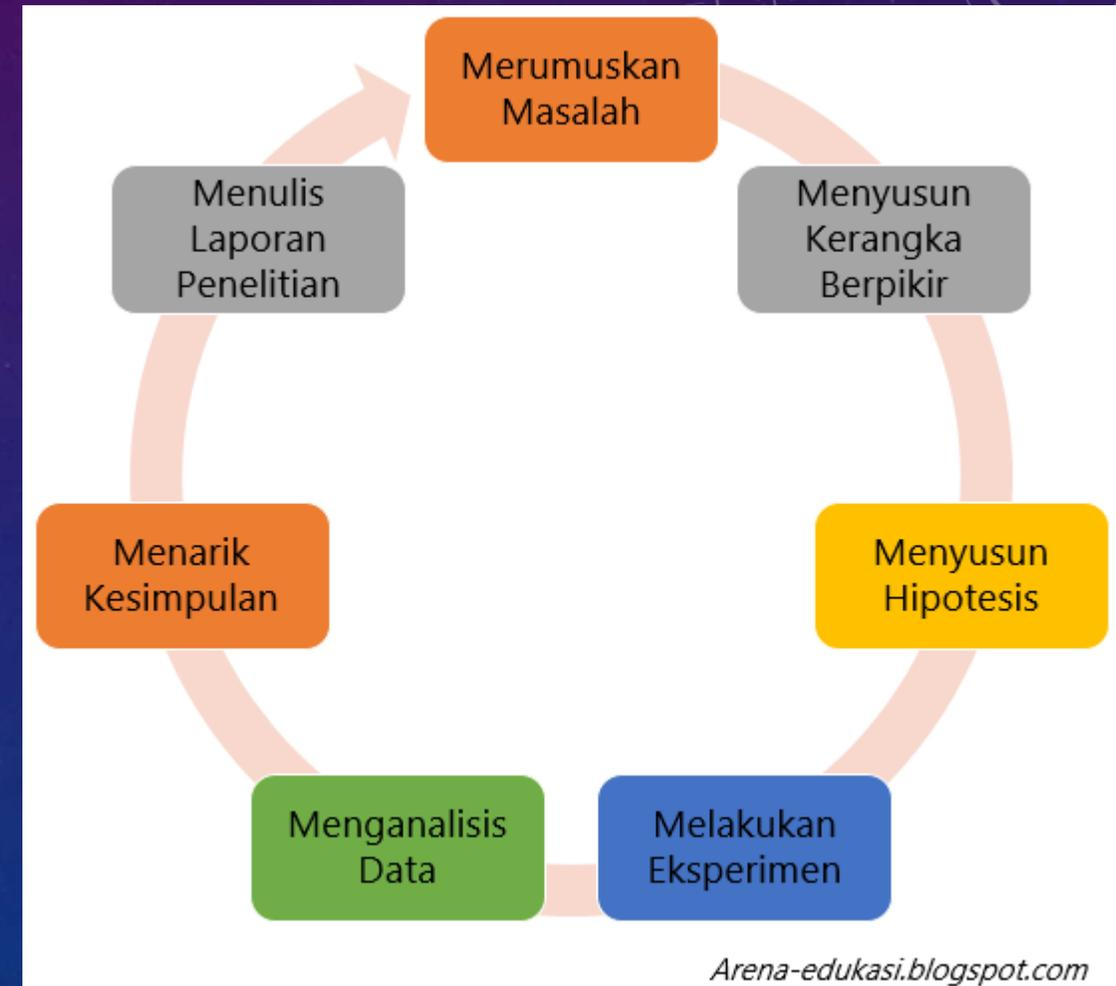 Merumuskan
Masalah
Menyusun
Kerangka
Berpikir
Menyusun
Hipotesis
Melakukan
Eksperimen
Menganalisis
Data
Menarik
Kesimpulan
Menulis
Laporan
Penelitian
Arena-edukasi.blogspot.com